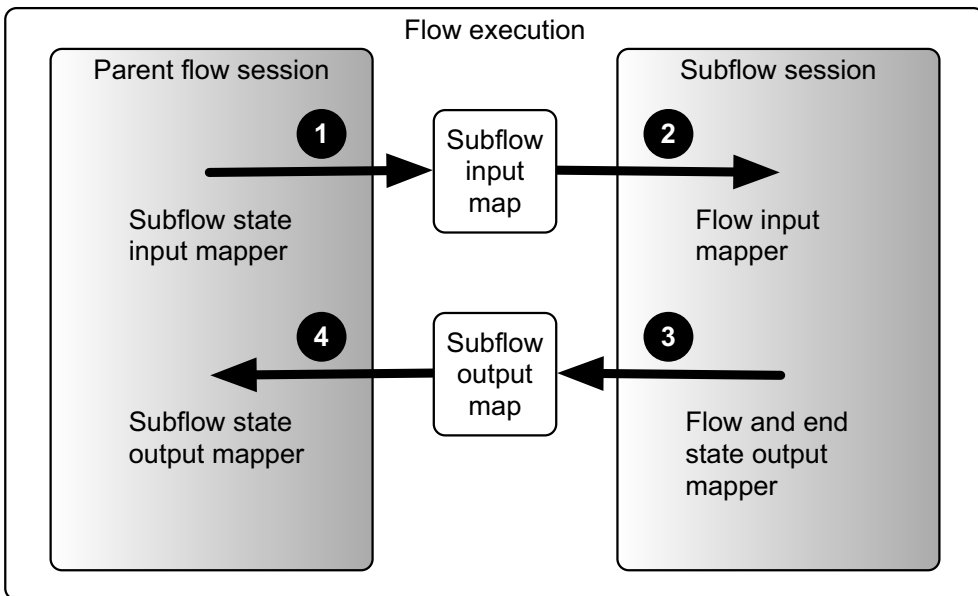 Flow execution
Parent flow session
Subflow session
1
Subflow
input
map
2
Subflow state
input mapper
Flow input
mapper
4
Subflow
output
map
3
Subflow state
output mapper
Flow and end
state output
mapper